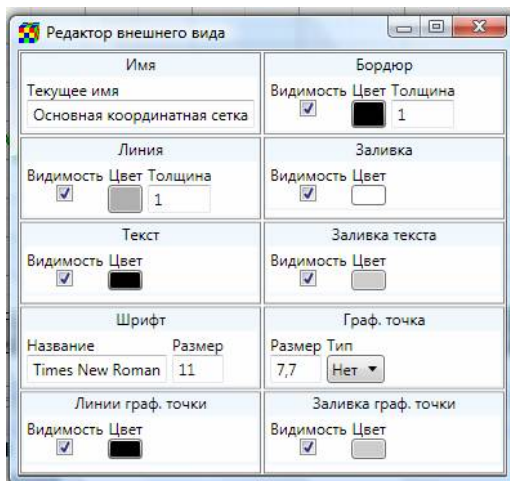 Редактор внешнего вида
Имя
Текущее имя
Основная координатная сетка
Бордюр
Видимость Цвет Толщина
1
Линия
Видимость Цвет Толщина
1
Заливка
Видимость Цвет
Текст
Видимость Цвет
Заливка текста
Видимость Цвет
Шрифт
Название Размер
Times New Roman 11
Граф. точка
Размер Тип
7,7 Нет
Линии граф. точки
Видимость Цвет
Заливка граф. точки
Видимость Цвет